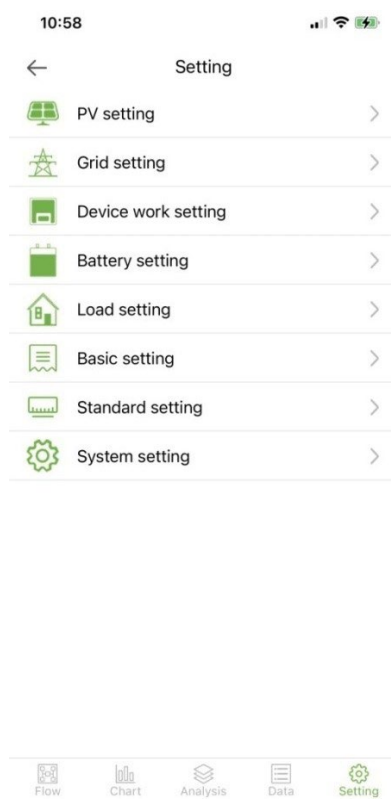 10:58
Setting
PV setting
Grid setting
Device work setting
Battery setting
Load setting
Basic setting
Standard setting
System setting
Flow Chart Analysis Data Setting